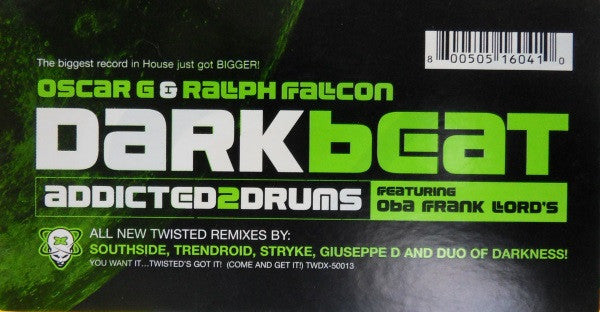 The biggest record in House just got BIGGER!
8 00505 16041 0
OSCAR G & RALPH FALCON
DARKBEAT
ADDICTED2DRUMS
FEATURING
OBA FRANK LORD'S
ALL NEW TWISTED REMIXES BY:
SOUTHSIDE, TRENDROID, STRYKE, GIUSEPPE D AND DUO OF DARKNESS!
YOU WANT IT...TWISTED'S GOT IT! (COME AND GET IT!) TWDX-50013